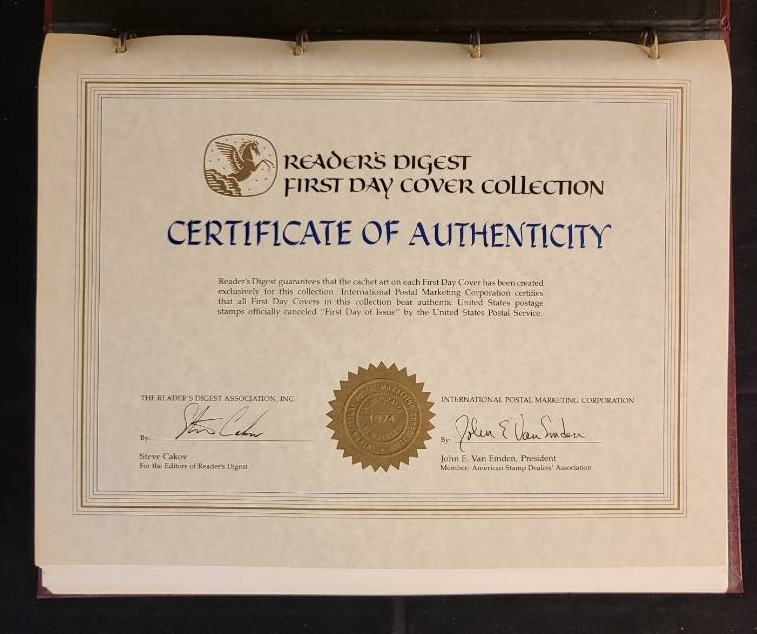 READER'S DIGEST
FIRST DAY COVER COLLECTION
CERTIFICATE OF AUTHENTICITY
Reader's Digest guarantees that the cachet art on each First Day Cover has been created
exclusively for this collection. International Postal Marketing Corporation certifies
that all First Day Covers in this collection bear authentic United States postage
stamps officially canceled "First Day of Issue" by the United States Postal Service.
THE READER'S DIGEST ASSOCIATION, INC.
By:
Steve Cakov
For the Editors of Reader's Digest
1974
INTERNATIONAL POSTAL MARKETING CORPORATION
By: John E Van Emden
John E. Van Emden, President
Member, American Stamp Dealers' Association